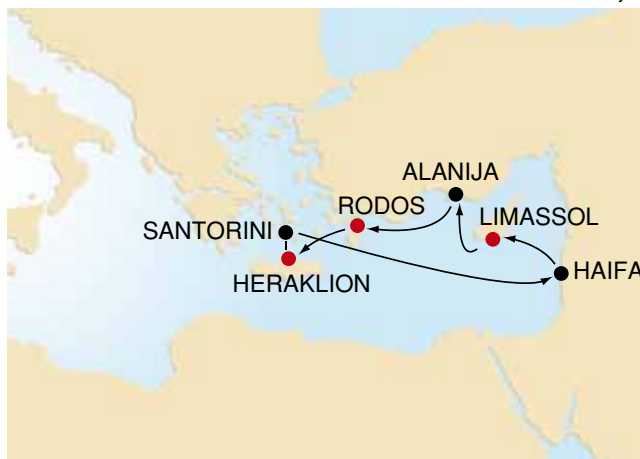 ALANIJA
RODOS
LIMASSOL
SANTORINI
HAIFA
HERAKLION